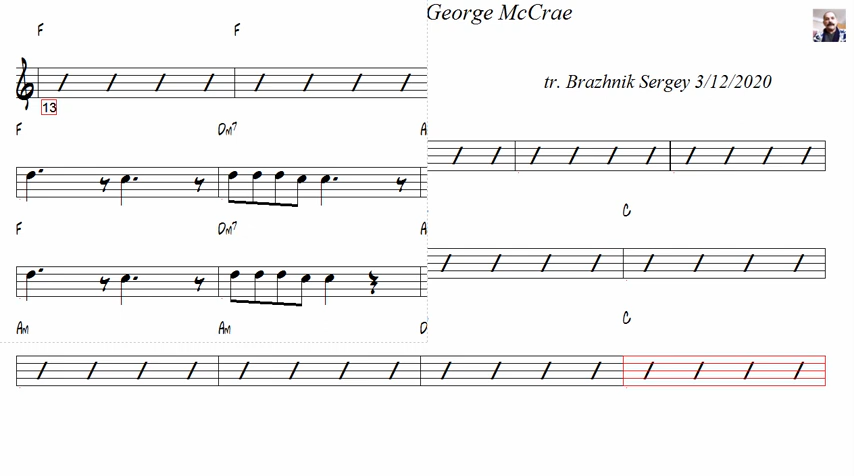 George McCrae
F F
tr. Brazhnik Sergey 3/12/2020
13
F Dm7 A
C
F Dm7 A
C
Am Am D